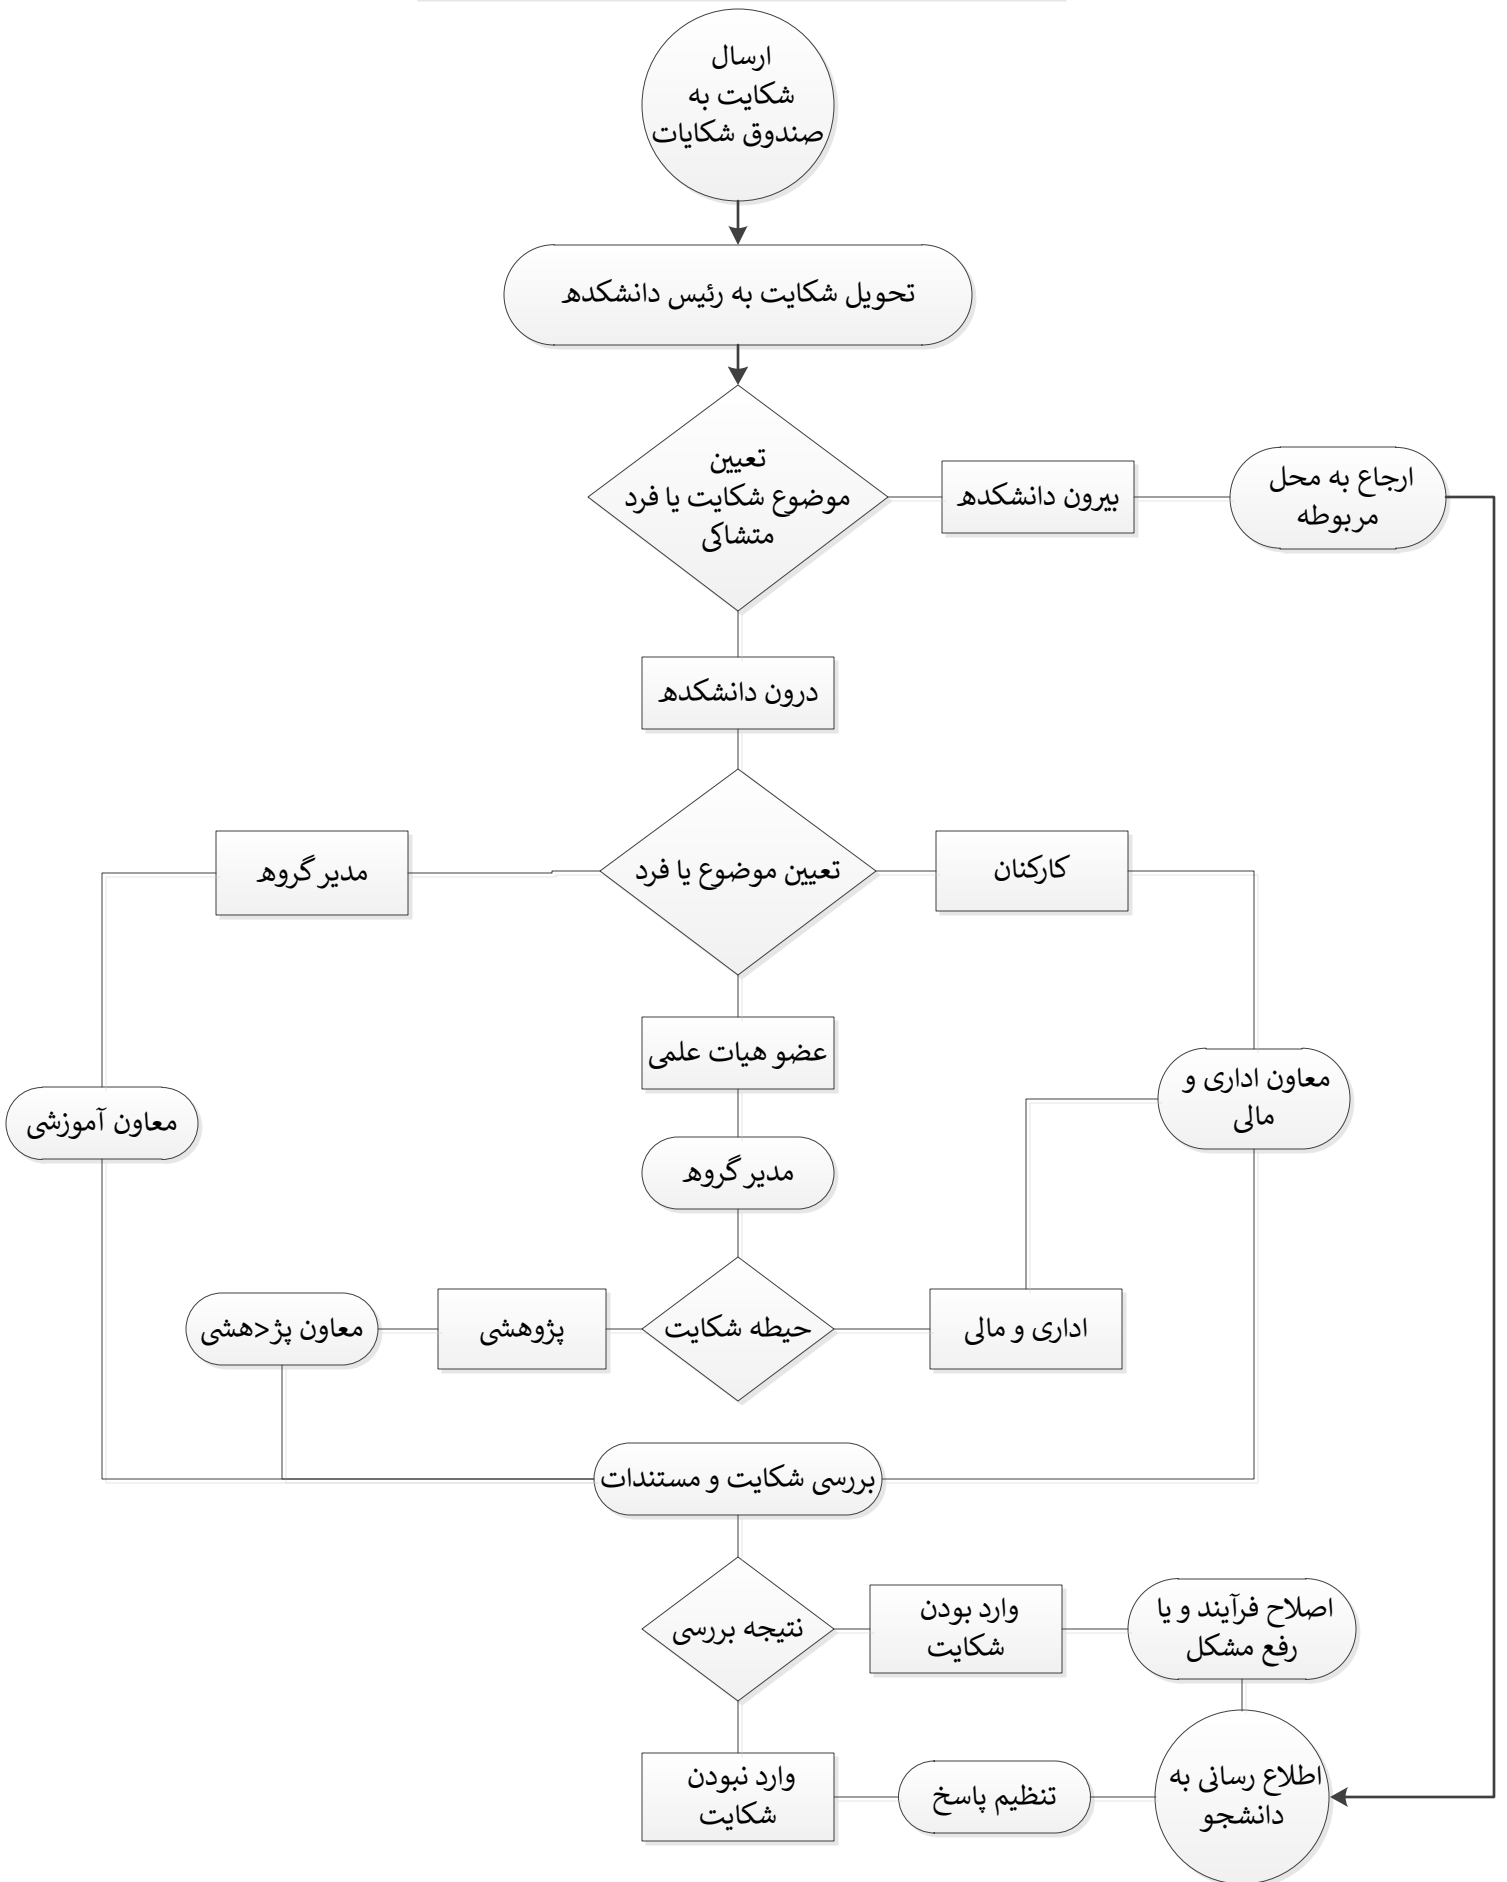 ارسال
شکایت به
صندوق شکایات
تحویل شکایت به رئیس دانشکده
تعیین
موضوع شکایت یا فرد
متشاکی
بیرون دانشکده
ارجاع به محل
مربوطه
درون دانشکده
تعیین موضوع یا فرد
کارکنان
مدیر گروه
عضو هیات علمی
معاون اداری و
مالی
معاون آموزشی
مدیر گروه
حیطه شکایت
اداری و مالی
پژوهشی
معاون پژ<هشی
بررسی شکایت و مستندات
نتیجه بررسی
وارد بودن
شکایت
اصلاح فرآیند و یا
رفع مشکل
وارد نبودن
شکایت
تنظیم پاسخ
اطلاع رسانی به
دانشجو